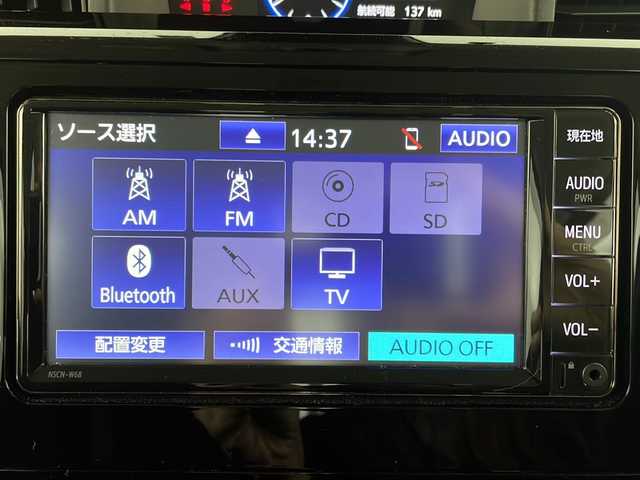 航続可能 137 km
ソース選択 14:37 AUDIO
現在地
AM FM CD SD
AUDIO
PWR
MENU
CTRL
Bluetooth AUX TV
VOL+
配置変更 交通情報 AUDIO OFF
VOL-
NSCN-W68